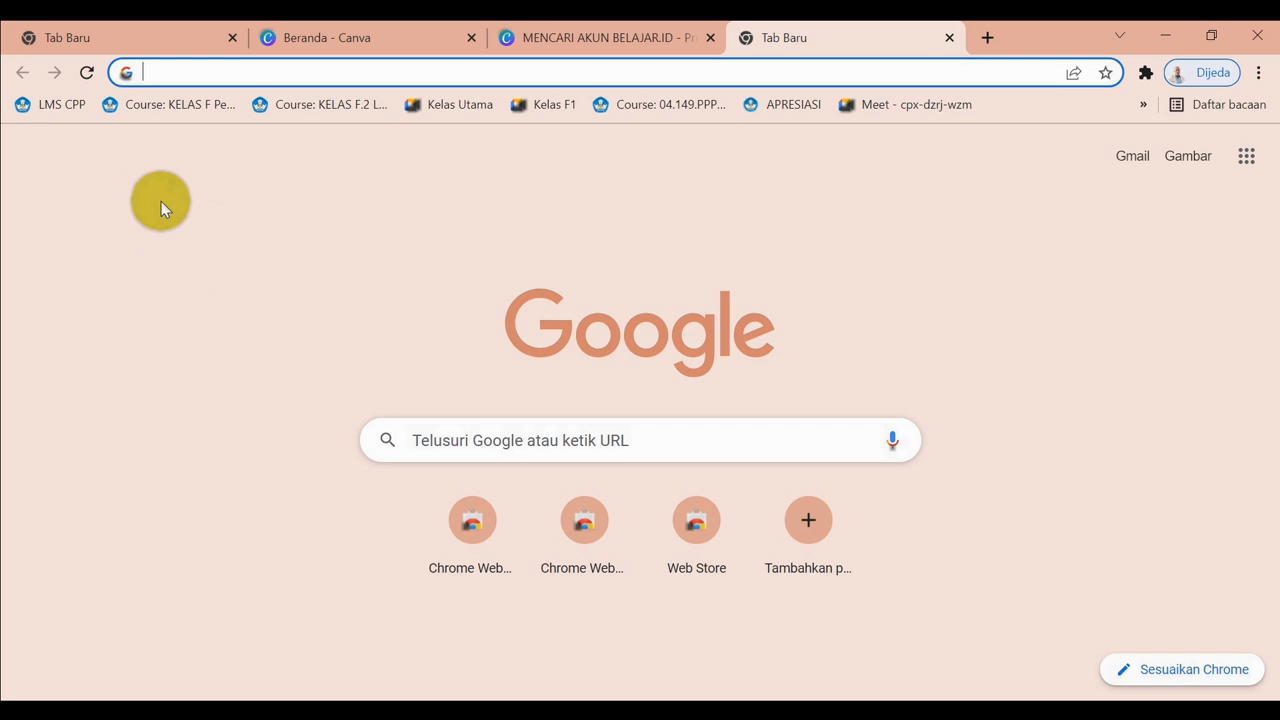 Tab Baru
Beranda - Canva
MENCARI AKUN BELAJAR.ID - Pr
Tab Baru
Dijeda
LMS CPP
Course: KELAS F Pe...
Course: KELAS F.2 L...
Kelas Utama
Kelas F1
Course: 04.149.PPP...
APRESIASI
Meet - cpx-dzrj-wzm
»
Daftar bacaan
Gmail
Gambar
Google
Telusuri Google atau ketik URL
Chrome Web...
Chrome Web...
Web Store
Tambahkan p...
Sesuaikan Chrome